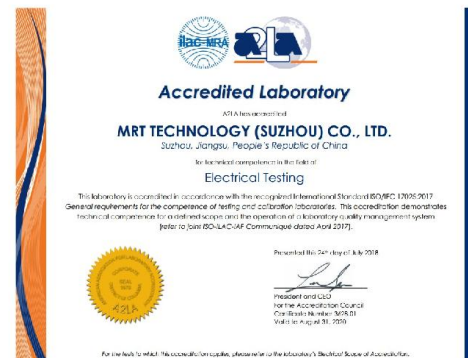 ilac-MRA
A2LA
Accredited Laboratory
A2LA has accredited
MRT TECHNOLOGY (SUZHOU) CO., LTD.
Suzhou, Jiangsu, People's Republic of China
for technical competence in the field of
Electrical Testing
This laboratory is accredited in accordance with the recognized International Standard ISO/IEC 17025:2017
General requirements for the competence of testing and calibration laboratories. This accreditation demonstrates
technical competence for a defined scope and the operation of a laboratory quality management system
(refer to joint ISO-ILAC-IAF Communiqué dated April 2017).
Presented this 24th day of July 2018
President and CEO
For the Accreditation Council
Certificate Number 3628.01
Valid to August 31, 2020
SEAL
A2LA
For the tests to which this accreditation applies, please refer to the laboratory's Electrical Scope of Accreditation.